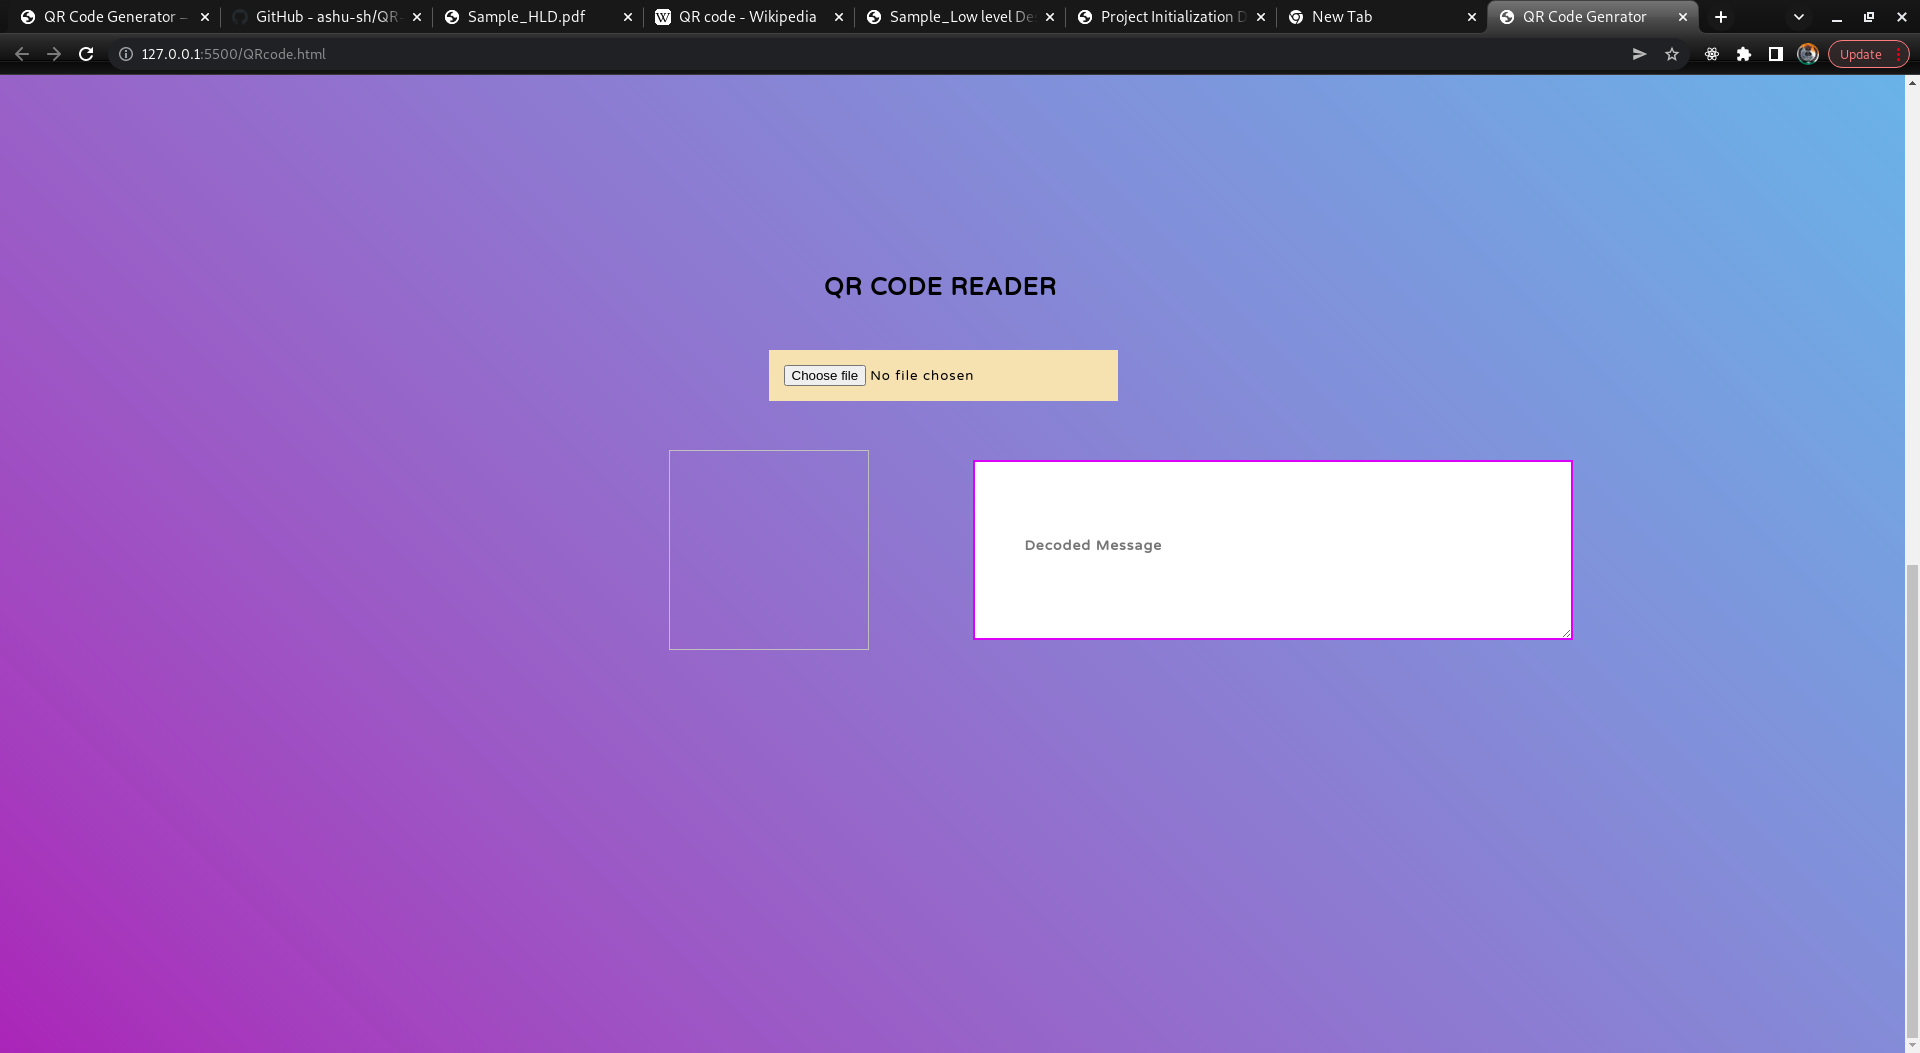 QR Code Generator –
GitHub - ashu-sh/QR-
Sample_HLD.pdf
QR code - Wikipedia
Sample_Low level De
Project Initialization D
New Tab
QR Code Genrator
127.0.0.1:5500/QRcode.html
Update
QR CODE READER
Choose file No file chosen
Decoded Message